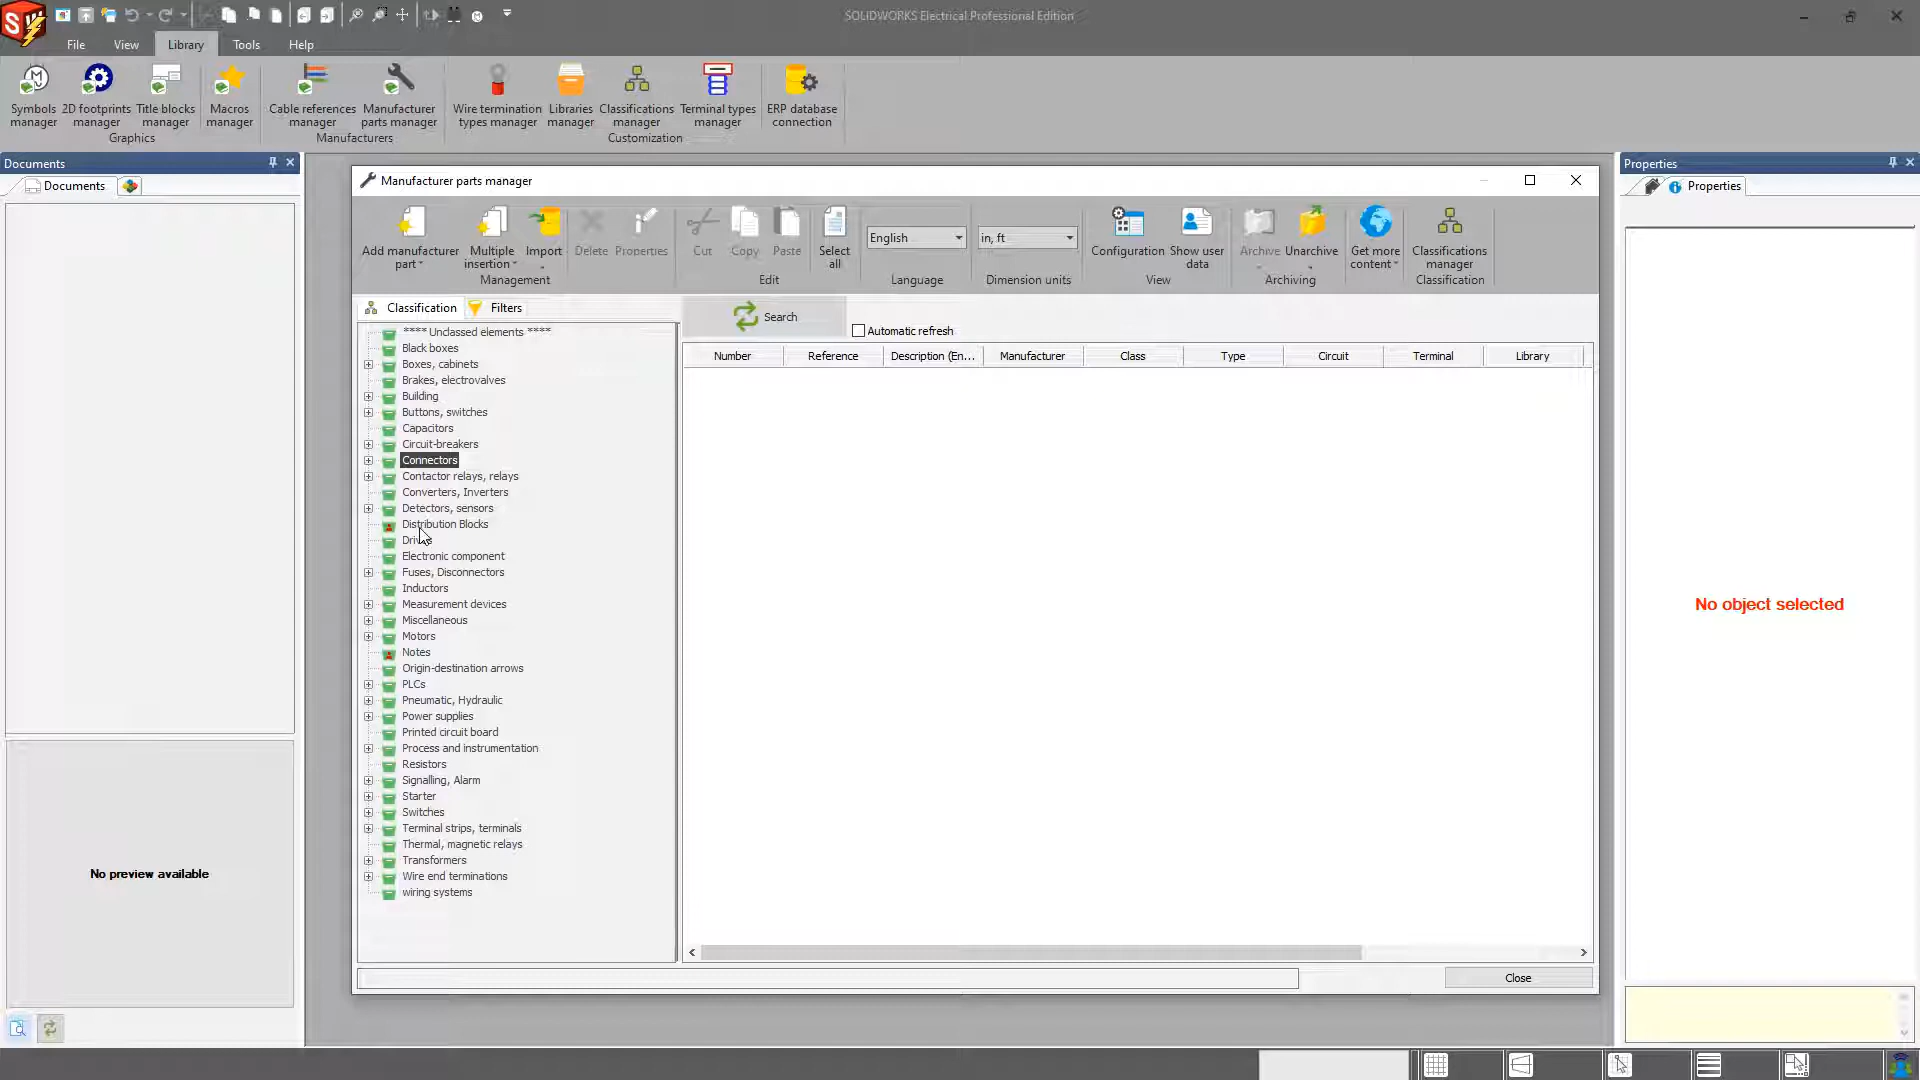 SOLIDWORKS Electrical Professional Edition
File View Library Tools Help
Symbols manager
2D footprints manager
Title blocks manager
Macros manager
Cable references manager
Manufacturer parts manager
Wire termination types manager
Libraries manager
Classifications manager
Terminal types manager
ERP database connection
Graphics
Manufacturers
Customization
Documents
Documents
No preview available
Manufacturer parts manager
Add manufacturer part
Multiple insertion
Import
Delete
Properties
Cut
Copy
Paste
Select all
English
in, ft
Configuration
Show user data
Archive
Unarchive
Get more content
Classifications manager
Management
Edit
Language
Dimension units
View
Archiving
Classification
Classification Filters
Search
Automatic refresh
**** Unclassed elements ****
Black boxes
Boxes, cabinets
Brakes, electrovalves
Building
Buttons, switches
Capacitors
Circuit-breakers
Connectors
Contactor relays, relays
Converters, Inverters
Detectors, sensors
Distribution Blocks
Electronic component
Fuses, Disconnectors
Inductors
Measurement devices
Miscellaneous
Motors
Notes
Origin-destination arrows
PLCs
Pneumatic, Hydraulic
Power supplies
Printed circuit board
Process and instrumentation
Resistors
Signalling, Alarm
Starter
Switches
Terminal strips, terminals
Thermal, magnetic relays
Transformers
Wire end terminations
wiring systems
Number Reference Description (En... Manufacturer Class Type Circuit Terminal Library
Close
Properties
Properties
No object selected